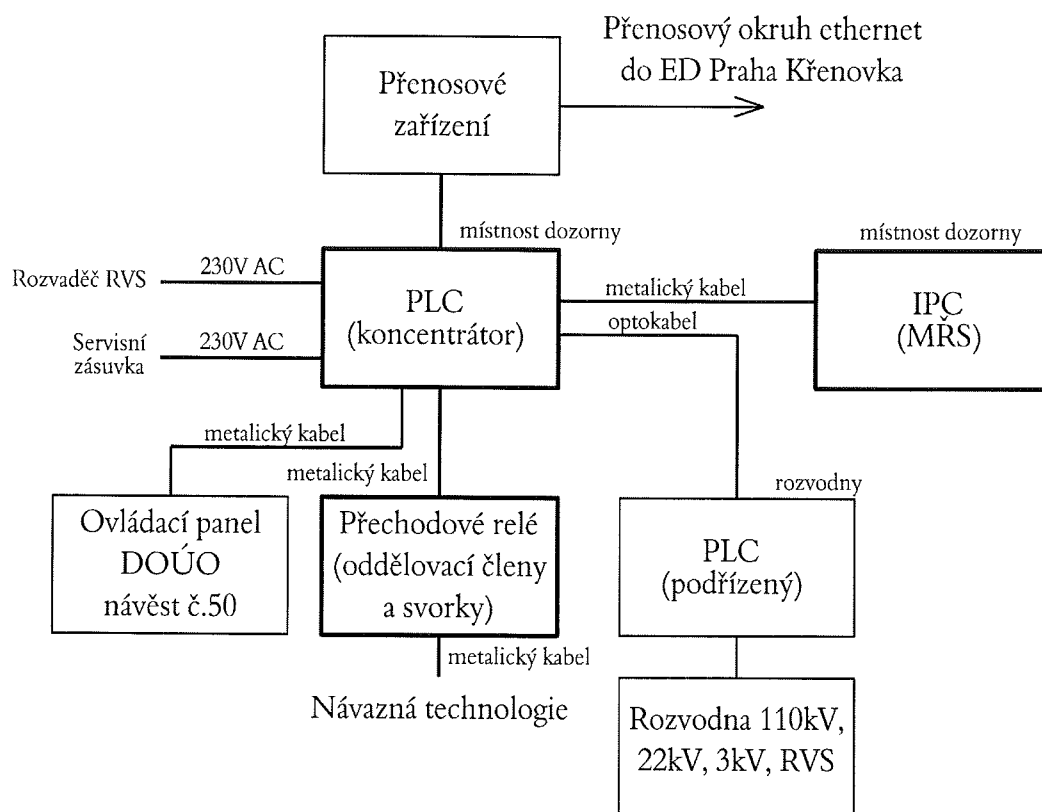 Přenosový okruh ethernet
do ED Praha Křenovka
Přenosové
zařízení
místnost dozorny
místnost dozorny
Rozvaděč RVS
230V AC
PLC
(koncentrátor)
metalický kabel
optokabel
IPC
(MŘS)
Servisní
zásuvka
230V AC
metalický kabel
metalický kabel
rozvodny
Ovládací panel
DOÚO
návěst č.50
Přechodové relé
(oddělovací členy
a svorky)
PLC
(podřízený)
metalický kabel
Návazná technologie
Rozvodna 110kV,
22kV, 3kV, RVS